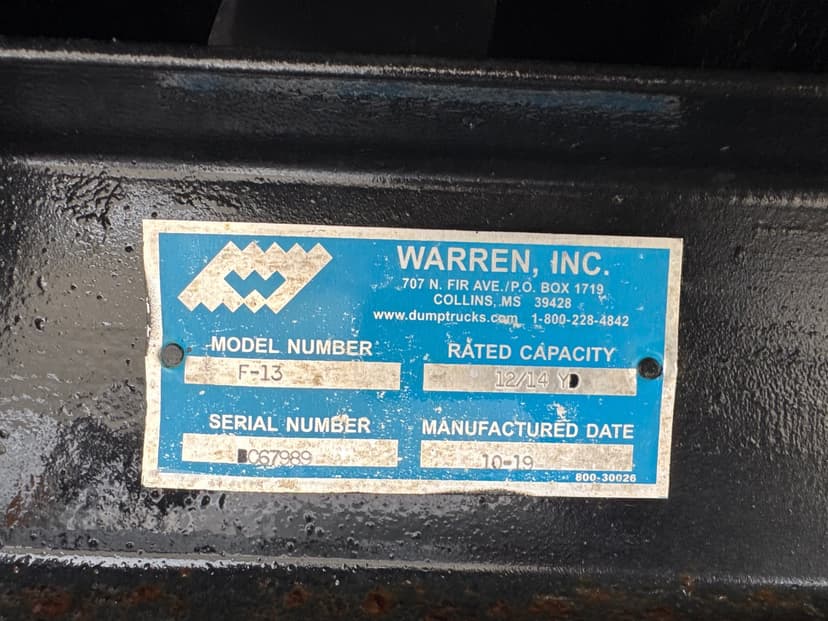 WARREN, INC.
707 N. FIR AVE./P.O. BOX 1719
COLLINS, MS 39428
www.dumptrucks.com 1-800-228-4842
MODEL NUMBER RATED CAPACITY
F-13 12/14 YD
SERIAL NUMBER MANUFACTURED DATE
BC67989 10-19
800-30026